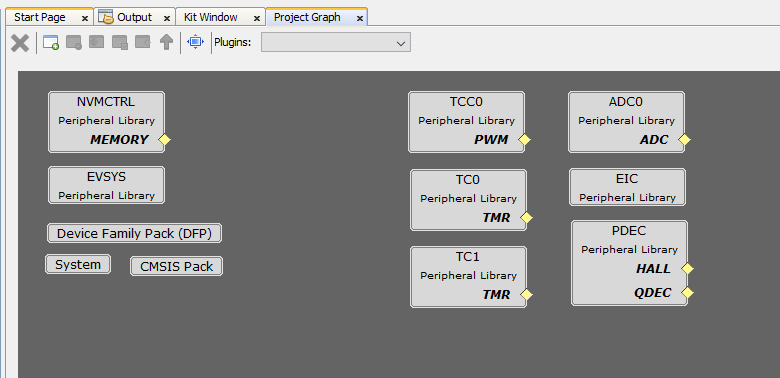 Start Page
Output
Kit Window
Project Graph
Plugins:
NVMCTRL
Peripheral Library
MEMORY
EVSYS
Peripheral Library
Device Family Pack (DFP)
System
CMSIS Pack
TCC0
Peripheral Library
PWM
TC0
Peripheral Library
TMR
TC1
Peripheral Library
TMR
ADC0
Peripheral Library
ADC
EIC
Peripheral Library
PDEC
Peripheral Library
HALL
QDEC